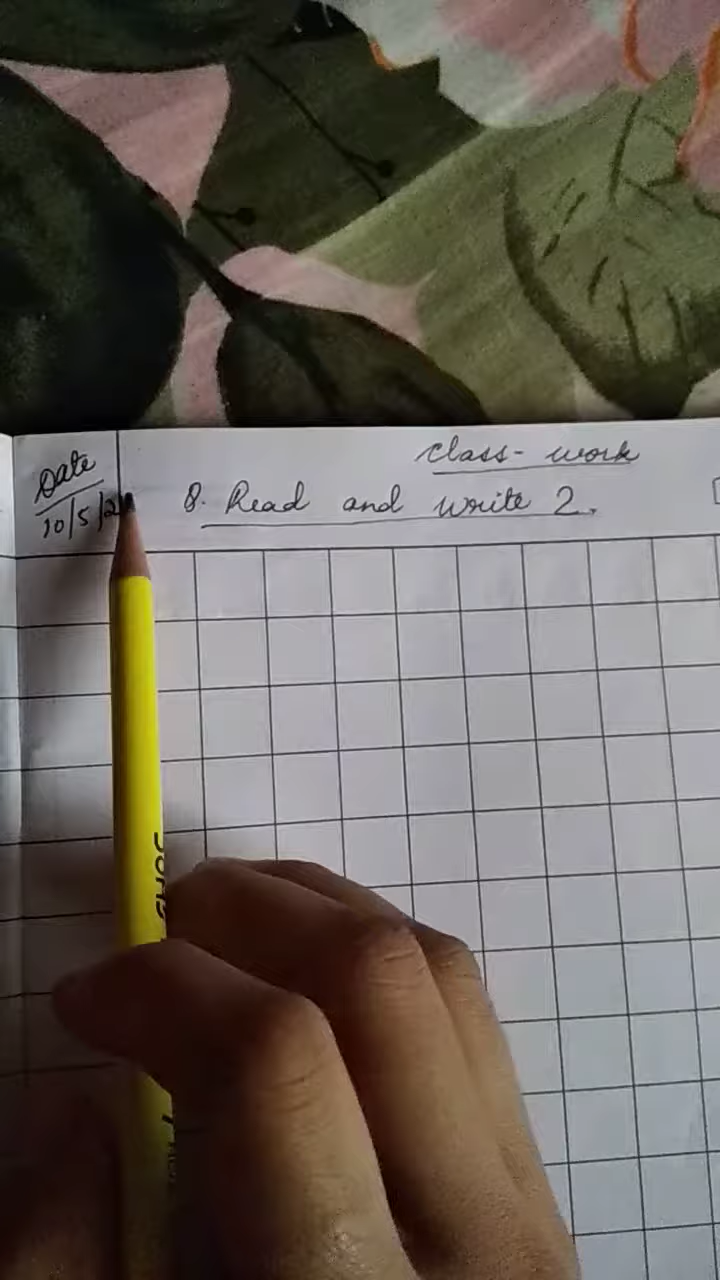 class- work
Date
10/5/2
8. Read and write 2.